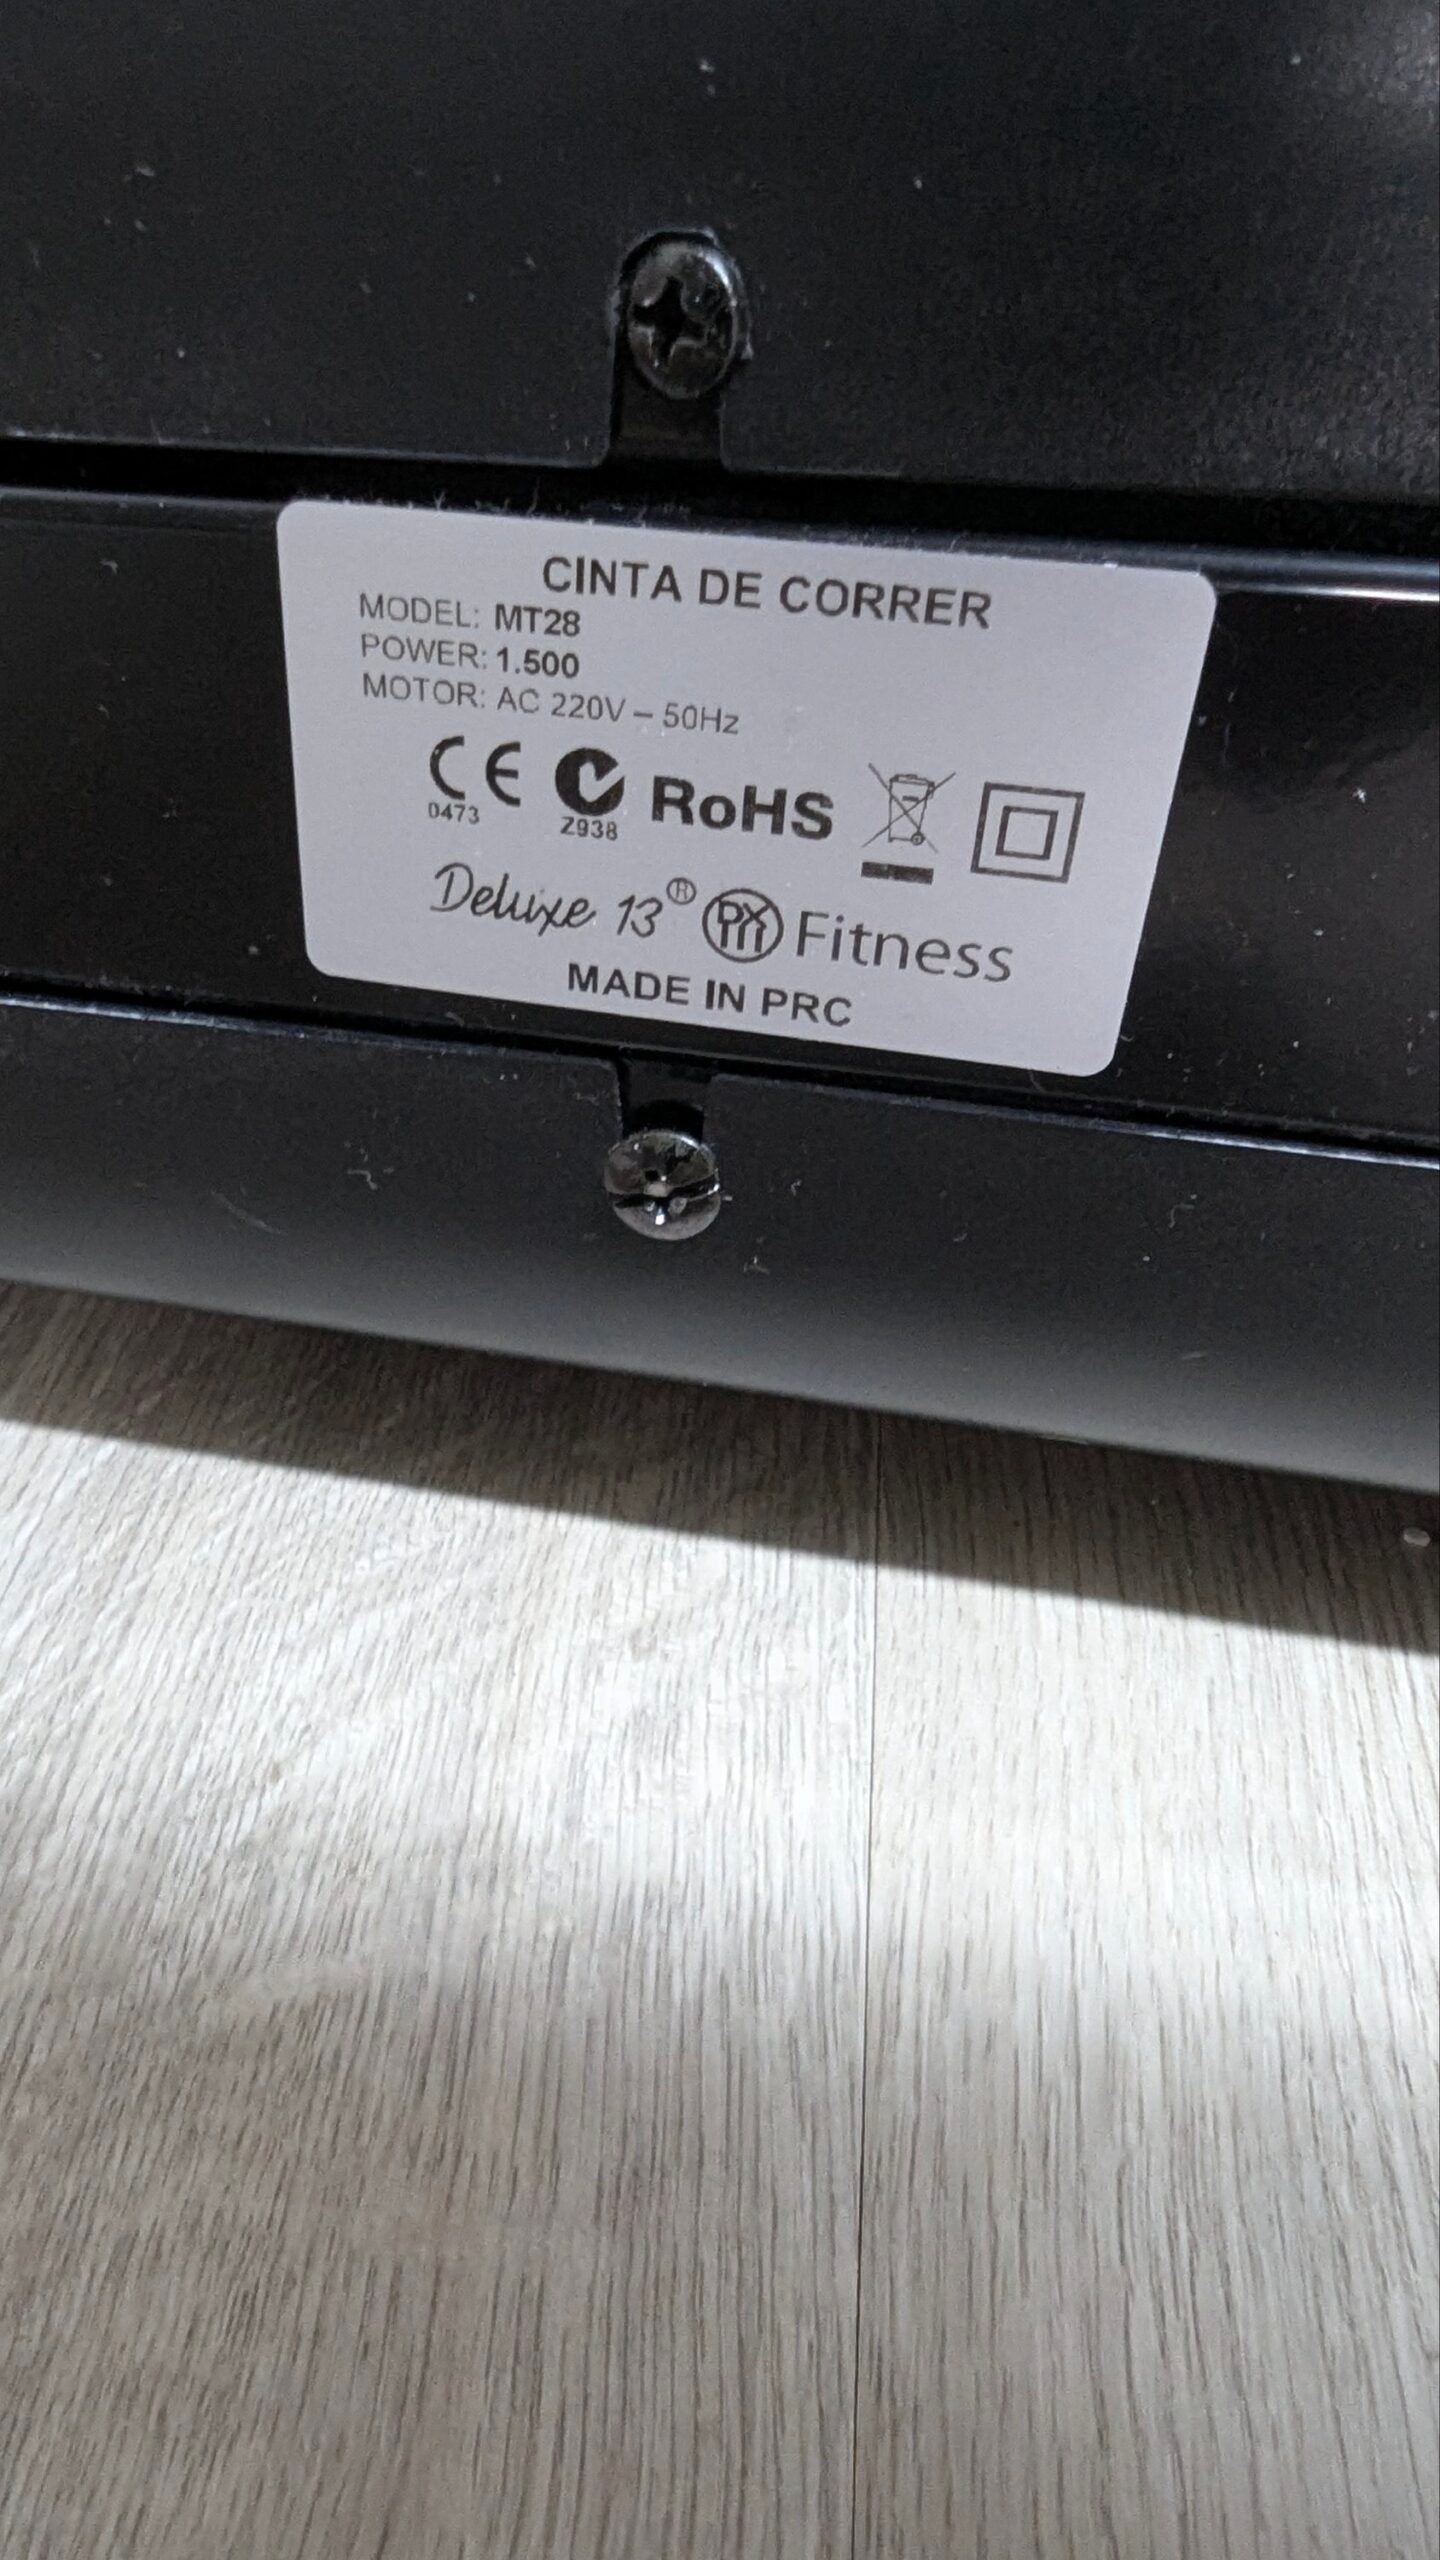 CINTA DE CORRER
MODEL: MT28
POWER: 1.500
MOTOR: AC 220V – 50Hz
CE RoHS
0473 Z938
Deluxe 13® Fitness
MADE IN PRC